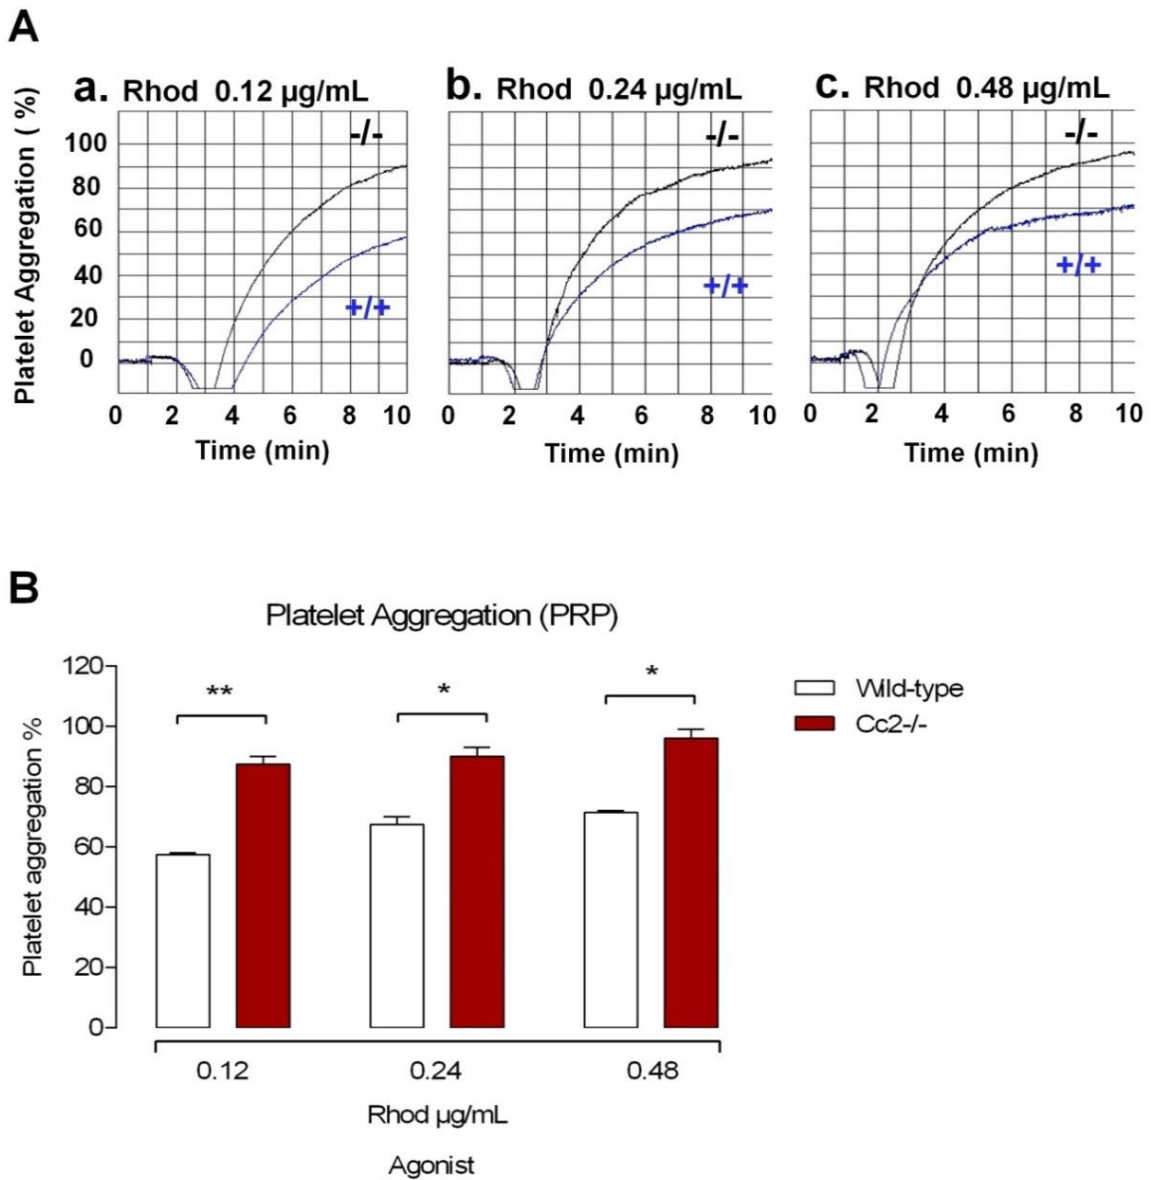 A
a. Rhod 0.12 µg/mL
b. Rhod 0.24 µg/mL
c. Rhod 0.48 µg/mL
Platelet Aggregation ( %)
100
80
60
40
20
0
-/-
+/+
-/-
+/+
-/-
+/+
0 2 4 6 8 10
0 2 4 6 8 10
0 2 4 6 8 10
Time (min)
Time (min)
Time (min)
B
Platelet Aggregation (PRP)
Platelet aggregation %
120
100
80
60
40
20
0
**
*
*
Wild-type
Cc2-/-
0.12 0.24 0.48
Rhod µg/mL
Agonist